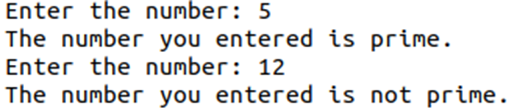 Enter the number: 5
The number you entered is prime.
Enter the number: 12
The number you entered is not prime.